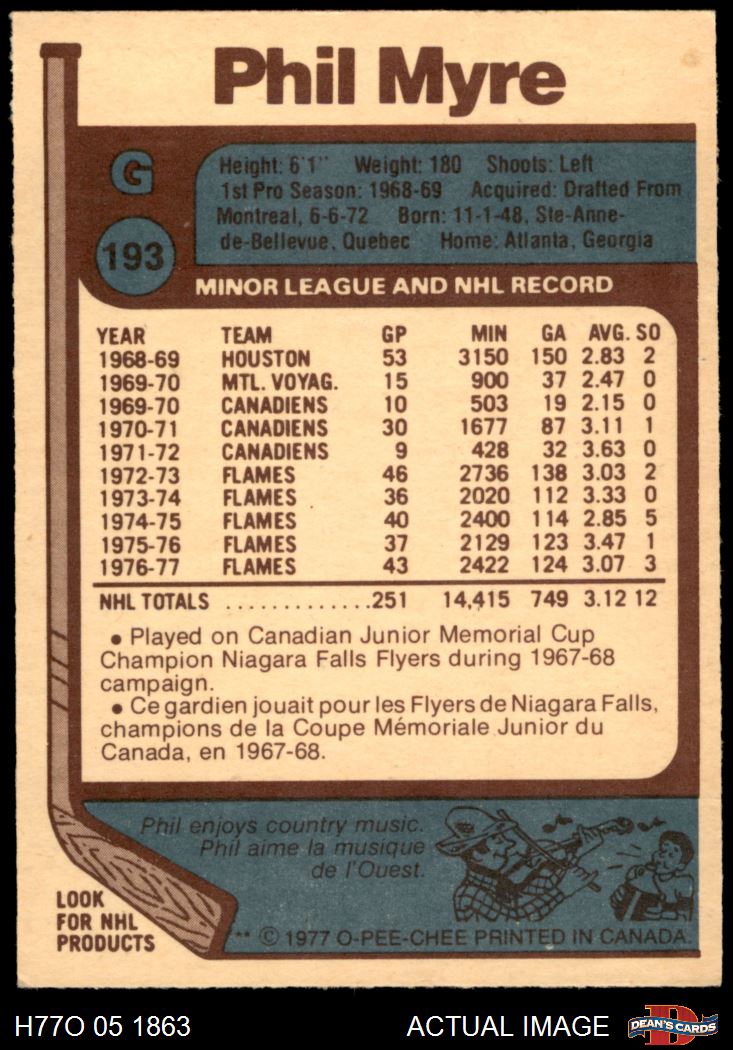 Phil Myre
G
193
Height: 6'1" Weight: 180 Shoots: Left
1st Pro Season: 1968-69 Acquired: Drafted From
Montreal, 6-6-72 Born: 11-1-48, Ste-Anne-
de-Bellevue, Quebec Home: Atlanta, Georgia
MINOR LEAGUE AND NHL RECORD
YEAR TEAM GP MIN GA AVG. SO
1968-69 HOUSTON 53 3150 150 2.83 2
1969-70 MTL. VOYAG. 15 900 37 2.47 0
1969-70 CANADIENS 10 503 19 2.15 0
1970-71 CANADIENS 30 1677 87 3.11 1
1971-72 CANADIENS 9 428 32 3.63 0
1972-73 FLAMES 46 2736 138 3.03 2
1973-74 FLAMES 36 2020 112 3.33 0
1974-75 FLAMES 40 2400 114 2.85 5
1975-76 FLAMES 37 2129 123 3.47 1
1976-77 FLAMES 43 2422 124 3.07 3
NHL TOTALS ..............251 14,415 749 3.12 12
• Played on Canadian Junior Memorial Cup
Champion Niagara Falls Flyers during 1967-68
campaign.
• Ce gardien jouait pour les Flyers de Niagara Falls,
champions de la Coupe Mémoriale Junior du
Canada, en 1967-68.
Phil enjoys country music.
Phil aime la musique
de l'Ouest.
LOOK
FOR NHL
PRODUCTS
** © 1977 O-PEE-CHEE PRINTED IN CANADA.
H77O 05 1863 ACTUAL IMAGE
D
DEAN'S CARDS